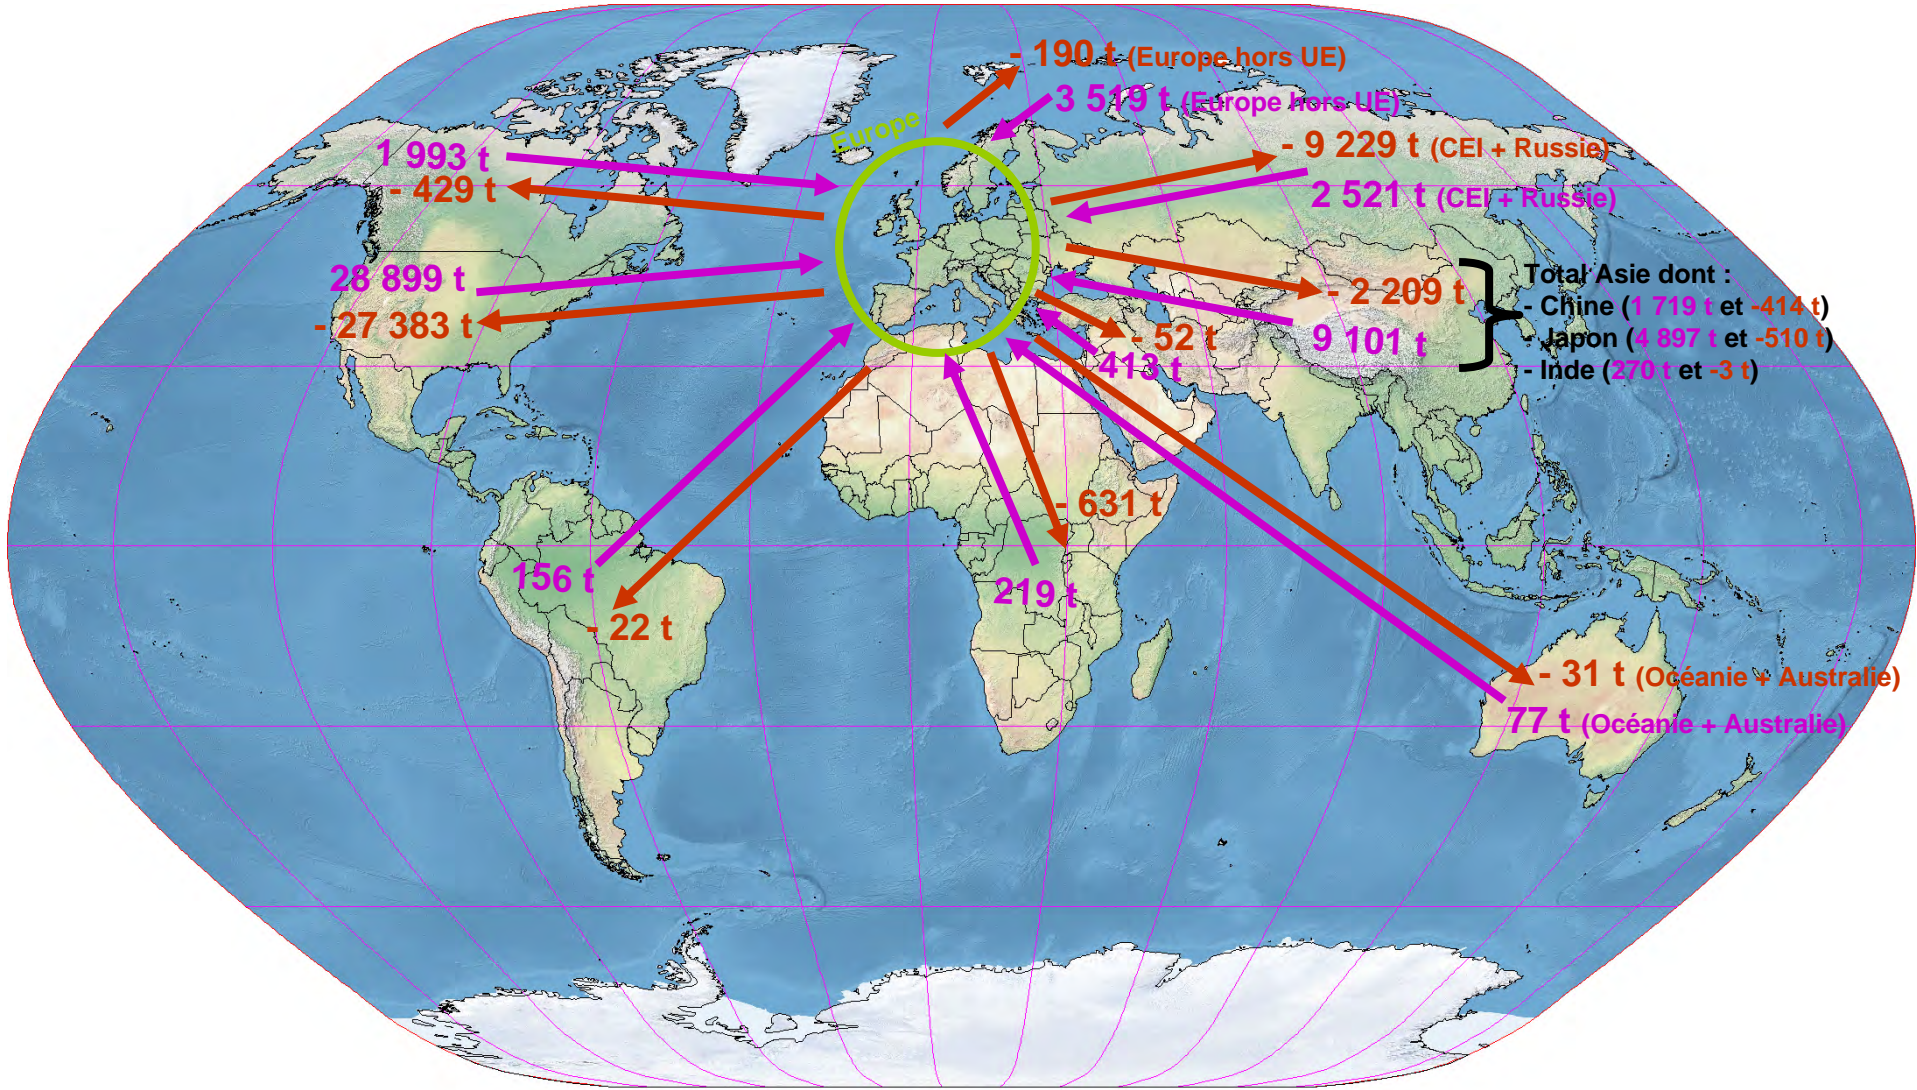 - 190 t (Europe hors UE)
3 519 t (Europe hors UE)
Europe
- 9 229 t (CEI + Russie)
2 521 t (CEI + Russie)
1 993 t
- 429 t
28 899 t
- 27 383 t
- 2 209 t
9 101 t
Total Asie dont :
- Chine (1 719 t et -414 t)
- Japon (4 897 t et -510 t)
- Inde (270 t et -3 t)
- 52 t
413 t
- 631 t
219 t
156 t
- 22 t
- 31 t (Océanie + Australie)
77 t (Océanie + Australie)